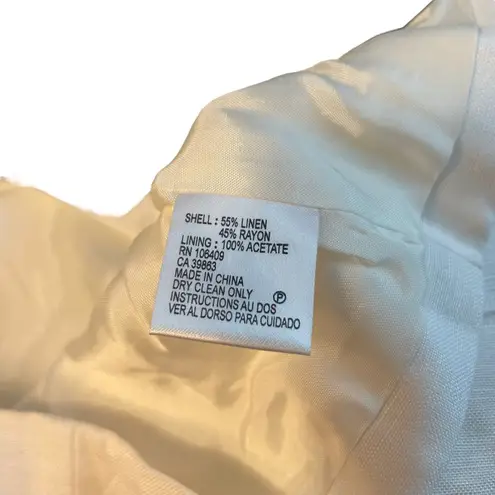 SHELL : 55% LINEN
45% RAYON
LINING : 100% ACETATE
RN 106409
CA 39863
MADE IN CHINA
DRY CLEAN ONLY
INSTRUCTIONS AU DOS
VER AL DORSO PARA CUIDADO
P